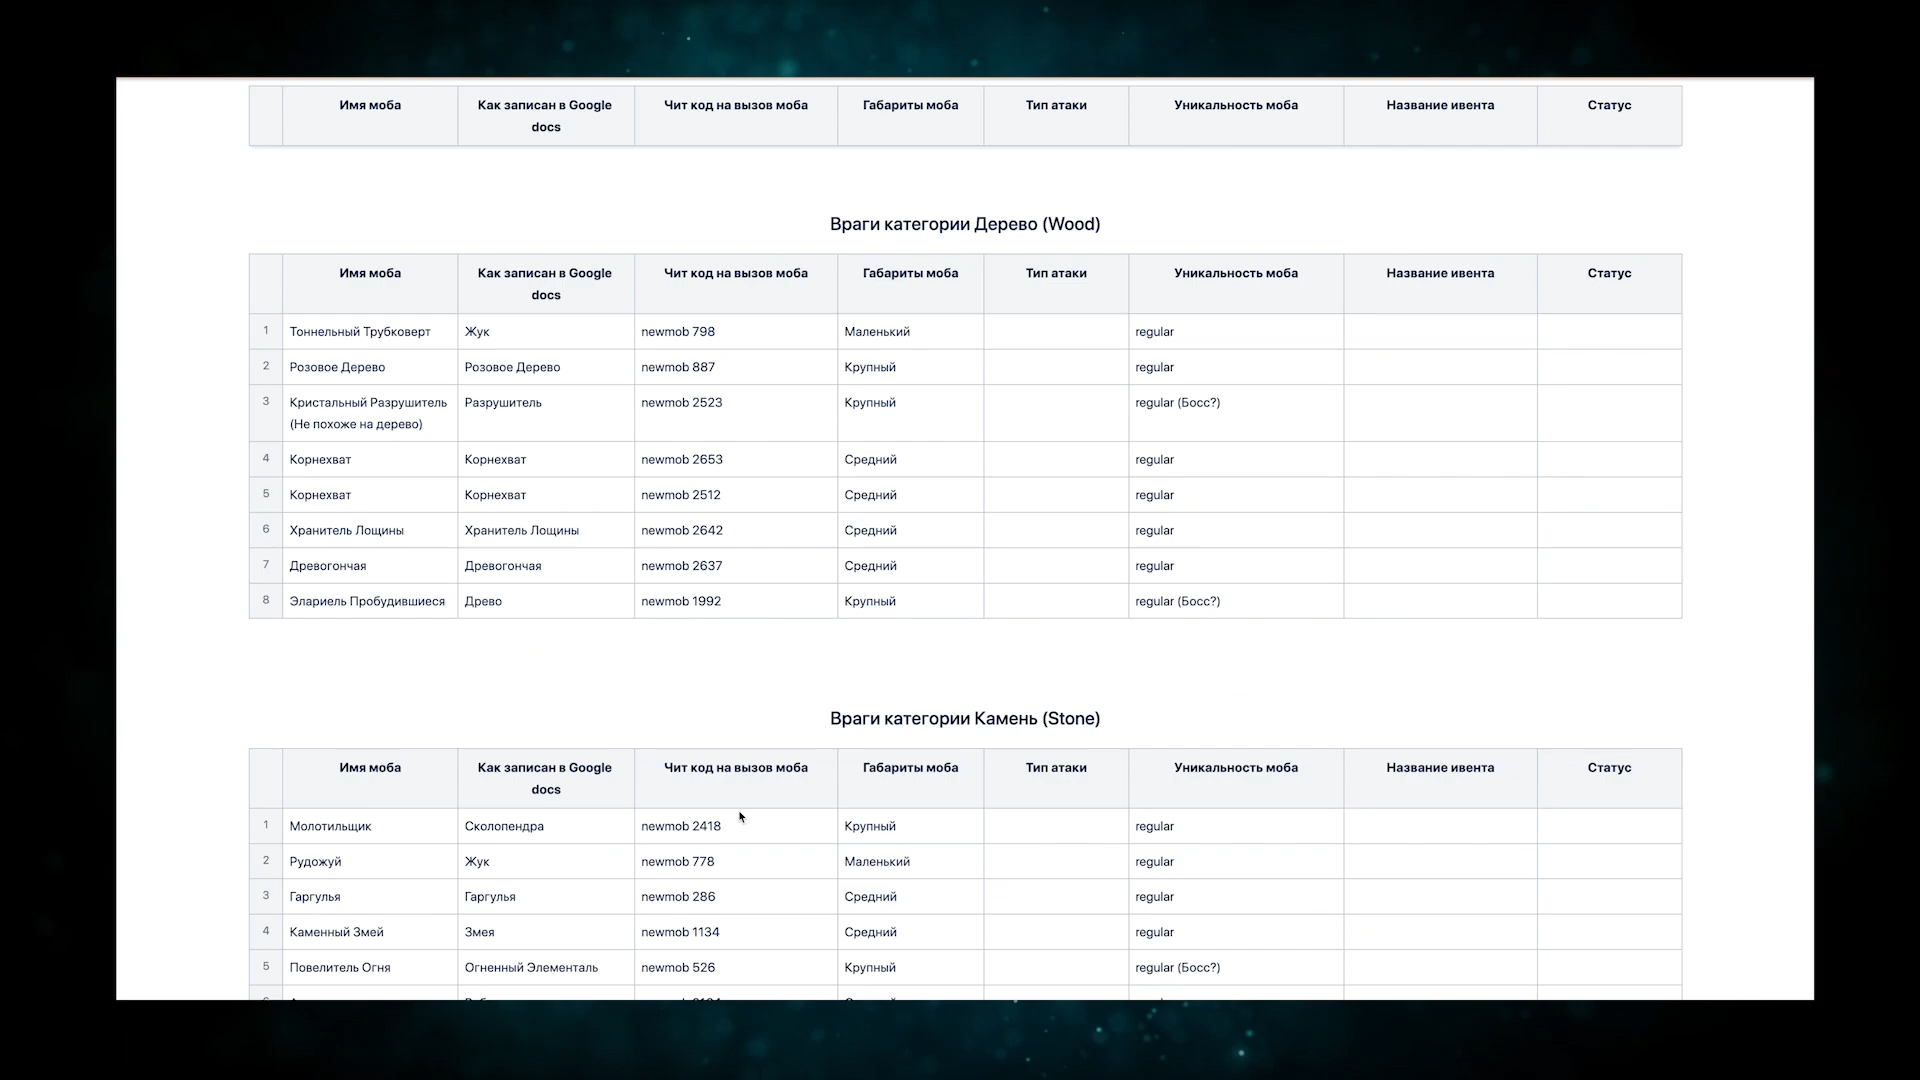 Имя моба Как записан в Google docs Чит код на вызов моба Габариты моба Тип атаки Уникальность моба Название ивента Статус
Враги категории Дерево (Wood)
Имя моба Как записан в Google docs Чит код на вызов моба Габариты моба Тип атаки Уникальность моба Название ивента Статус
1 Тоннельный Трубковерт Жук newmob 798 Маленький regular
2 Розовое Дерево Розовое Дерево newmob 887 Крупный regular
3 Кристальный Разрушитель (Не похоже на дерево) Разрушитель newmob 2523 Крупный regular (Босс?)
4 Корнехват Корнехват newmob 2653 Средний regular
5 Корнехват Корнехват newmob 2512 Средний regular
6 Хранитель Лощины Хранитель Лощины newmob 2642 Средний regular
7 Древогончая Древогончая newmob 2637 Средний regular
8 Элариель Пробудившиеся Древо newmob 1992 Крупный regular (Босс?)
Враги категории Камень (Stone)
Имя моба Как записан в Google docs Чит код на вызов моба Габариты моба Тип атаки Уникальность моба Название ивента Статус
1 Молотильщик Сколопендра newmob 2418 Крупный regular
2 Рудожуй Жук newmob 778 Маленький regular
3 Гаргулья Гаргулья newmob 286 Средний regular
4 Каменный Змей Змея newmob 1134 Средний regular
5 Повелитель Огня Огненный Элементаль newmob 526 Крупный regular (Босс?)